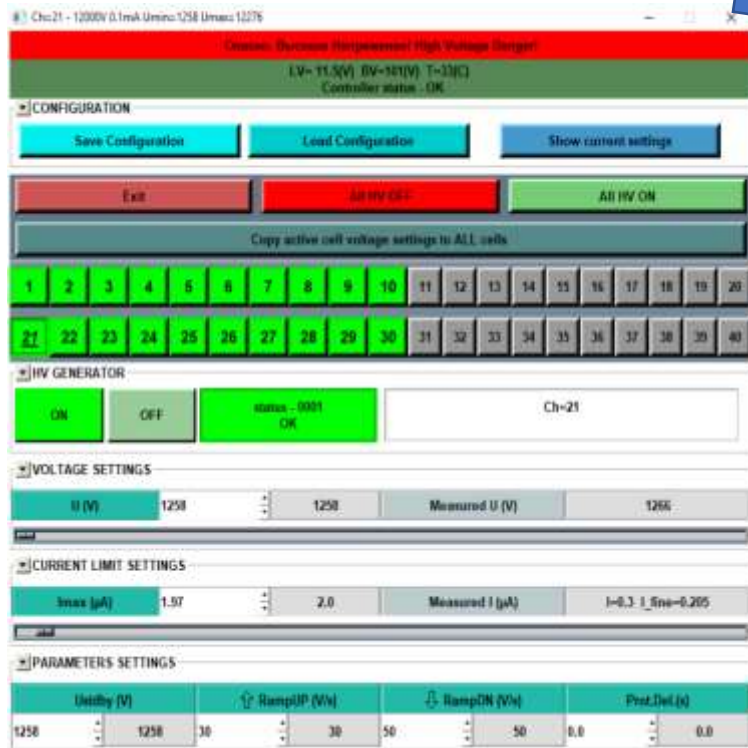 Ch=21 - 12000V 0.1mA Umin=1258 Umax=12276
High Voltage Danger!
LV= 11.5(V) BV=101(V) T=33(C)
Controller status - OK
CONFIGURATION
Save Configuration Load Configuration Show current settings
Exit All HV OFF All HV ON
Copy active cell voltage settings to ALL cells
1 2 3 4 5 6 7 8 9 10 11 12 13 14 15 16 17 18 19 20
21 22 23 24 25 26 27 28 29 30 31 32 33 34 35 36 37 38 39 40
HV GENERATOR
ON OFF status - 0001 Ch=21
OK
VOLTAGE SETTINGS
U (V) 1258 1258 Measured U (V) 1266
CURRENT LIMIT SETTINGS
Imax (µA) 1.97 2.0 Measured I (µA) I=0.3 I_fine=0.205
PARAMETERS SETTINGS
Ustdby (V) ⇧ RampUP (V/s) ⇩ RampDN (V/s) Prot.Del.(s)
1258 1258 30 30 50 50 0.0 0.0